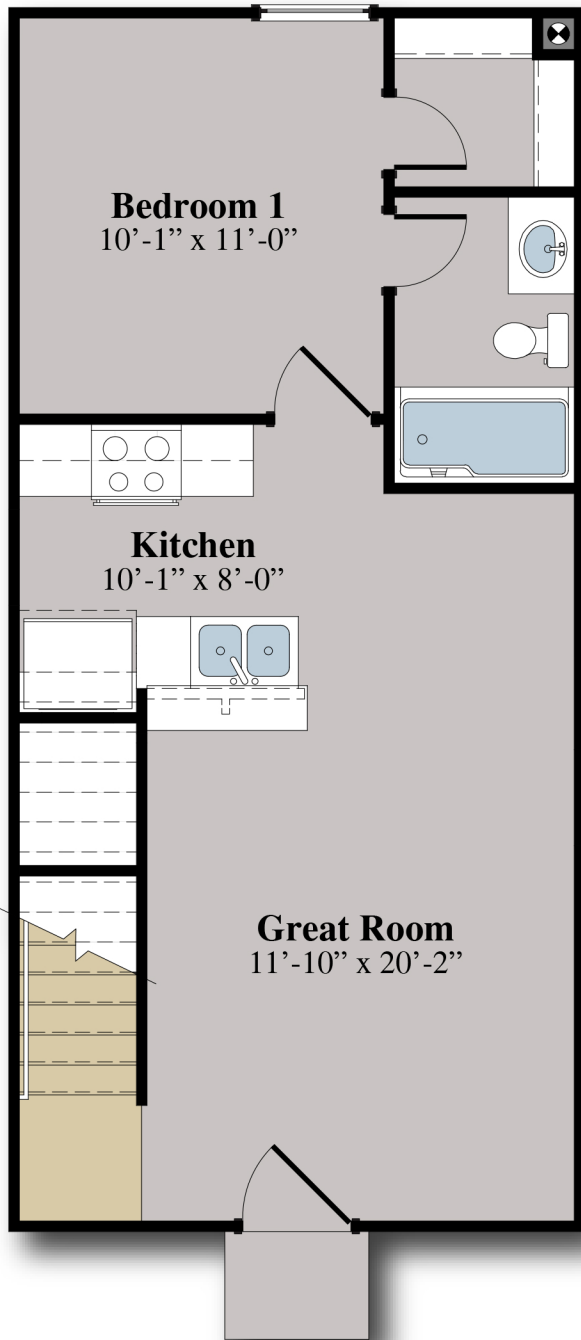 Bedroom 1
10’-1” x 11’-0”
Kitchen
10’-1” x 8’-0”
Great Room
11’-10” x 20’-2”